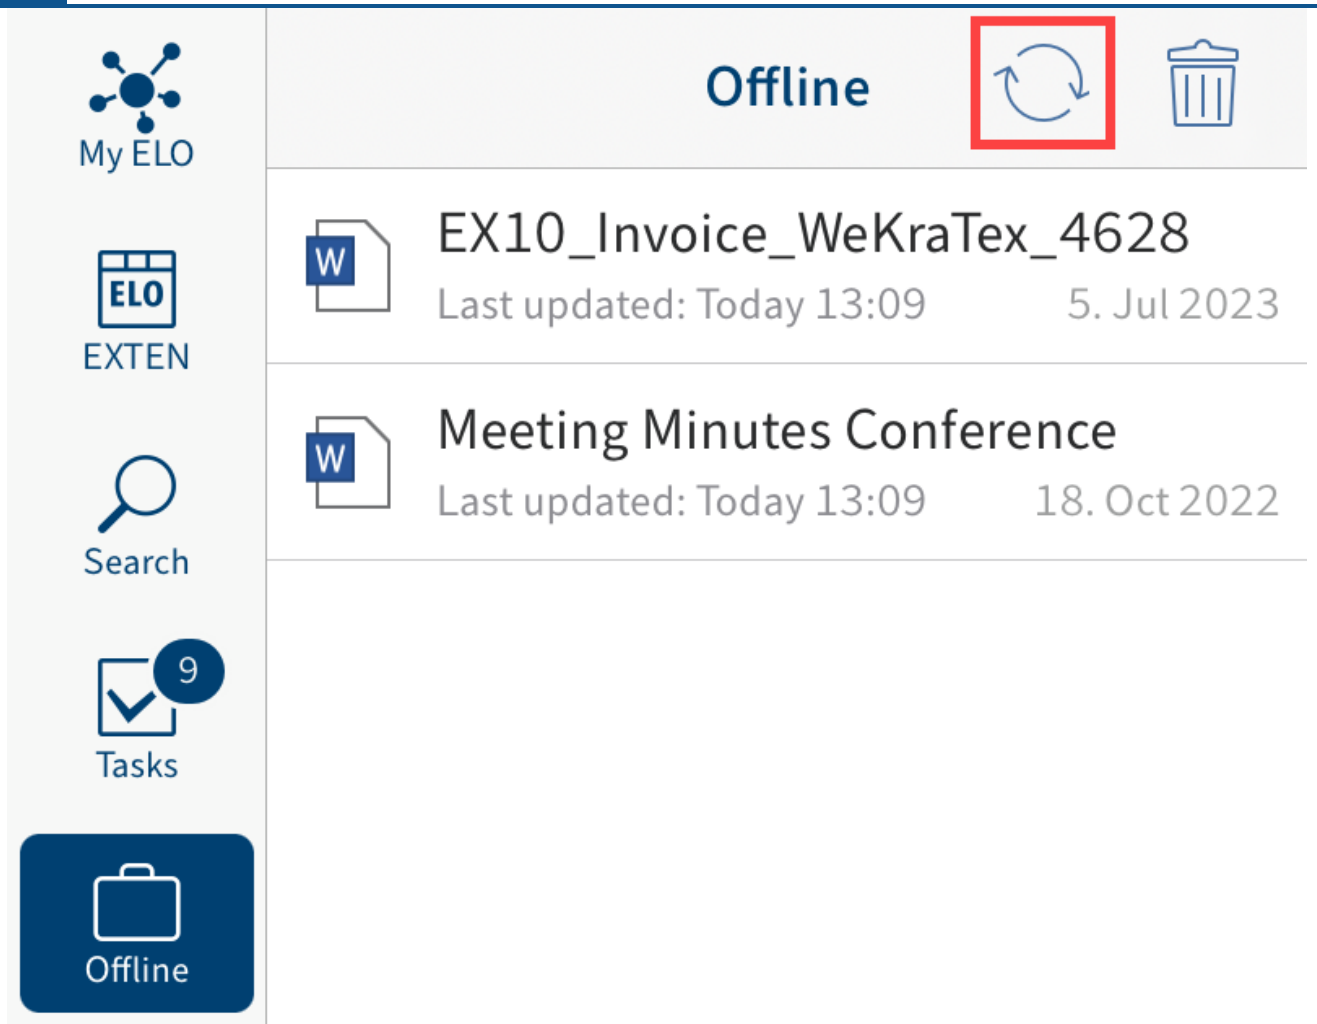 My ELO
ELO
EXTEN
Search
9
Tasks
Offline
Offline
W
EX10_Invoice_WeKraTex_4628
Last updated: Today 13:09 5. Jul 2023
W
Meeting Minutes Conference
Last updated: Today 13:09 18. Oct 2022